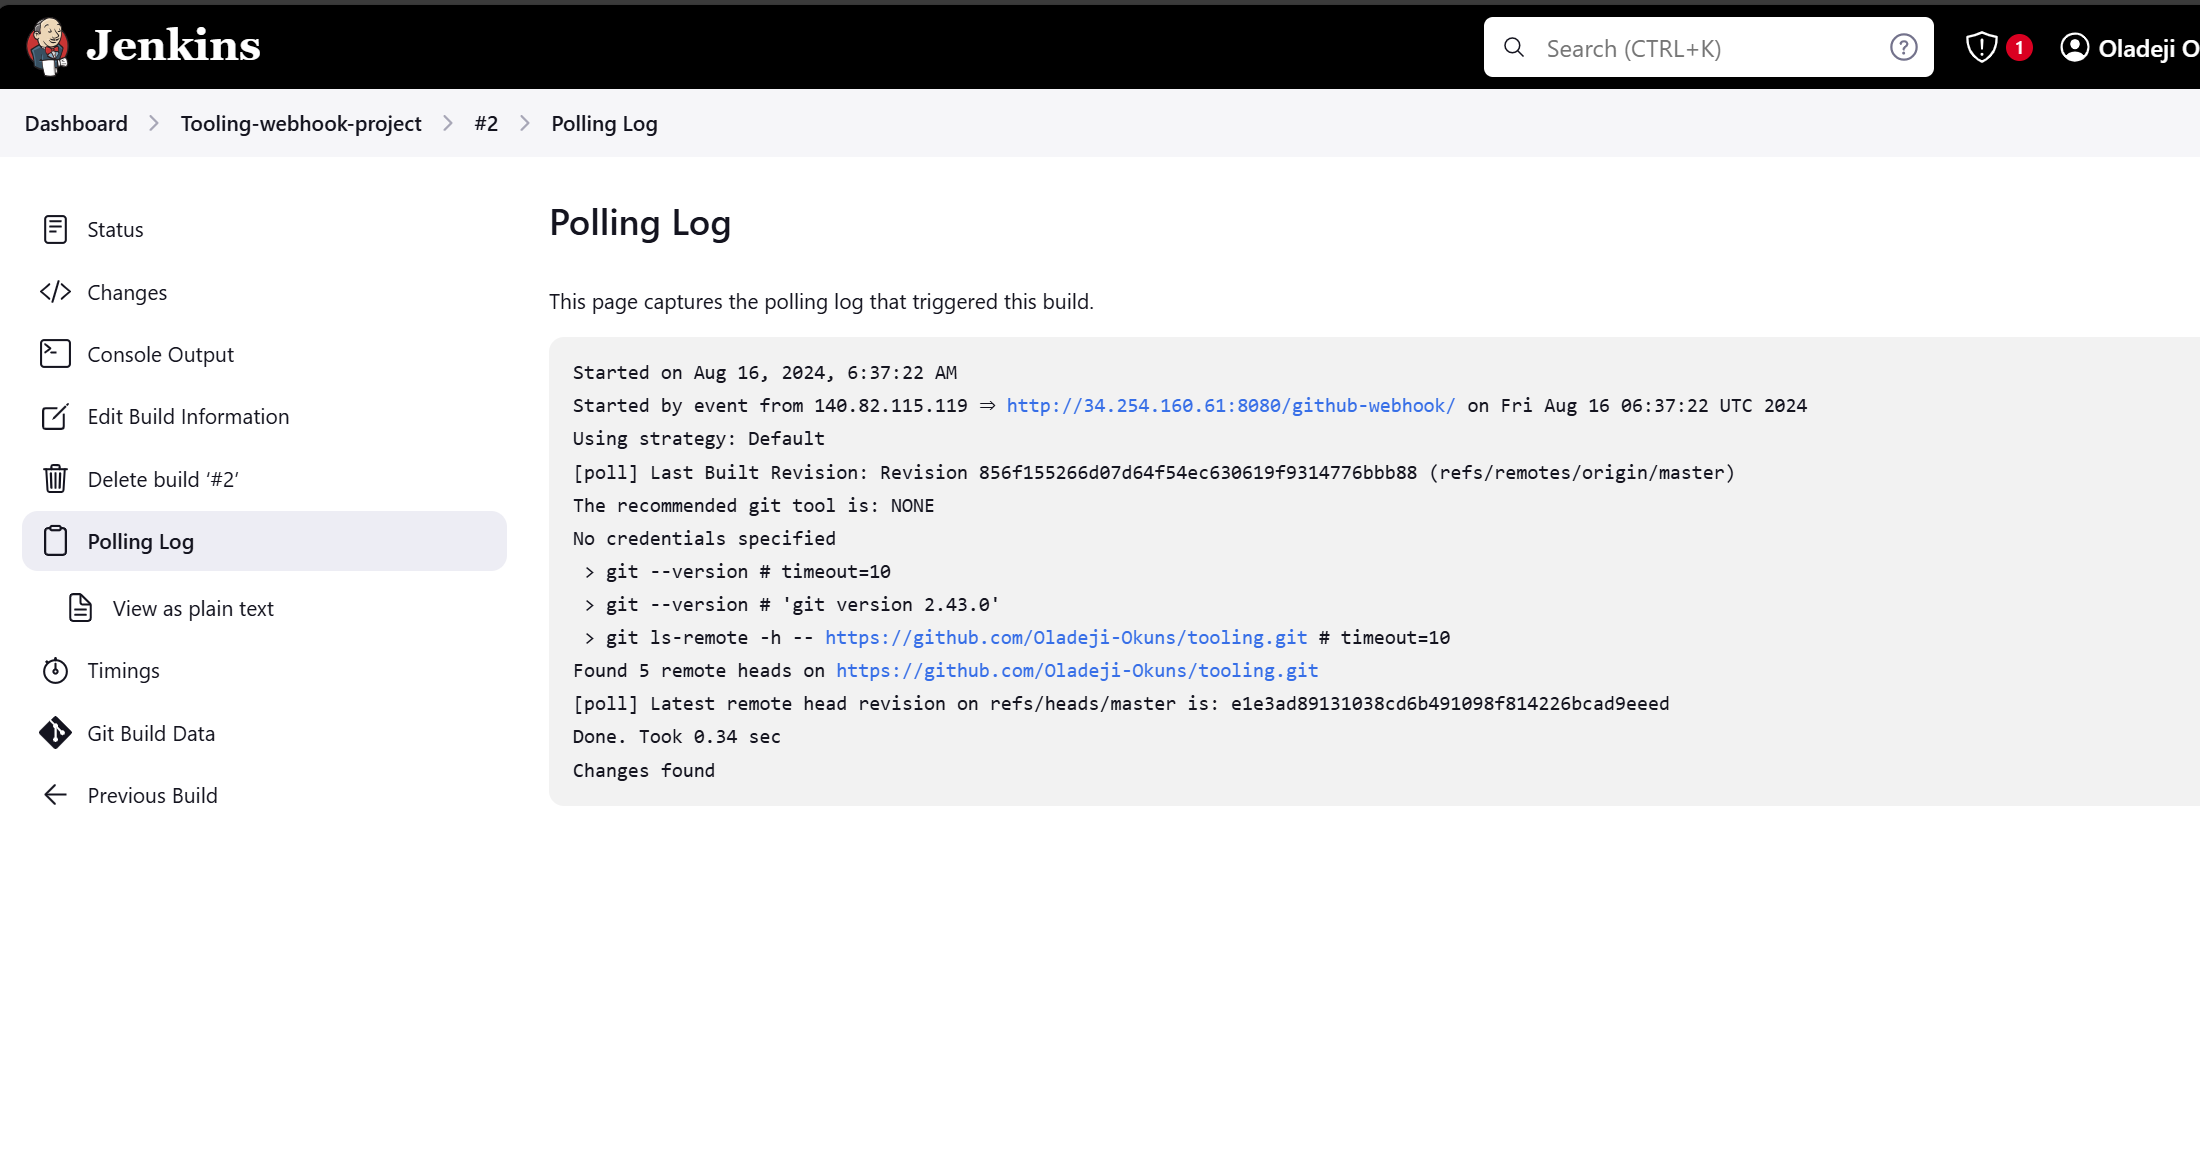 Jenkins
Search (CTRL+K)
1
Oladeji O
Dashboard
Tooling-webhook-project
#2
Polling Log
Status
Changes
Console Output
Edit Build Information
Delete build ‘#2’
Polling Log
View as plain text
Timings
Git Build Data
Previous Build
Polling Log
This page captures the polling log that triggered this build.
Started on Aug 16, 2024, 6:37:22 AM
Started by event from 140.82.115.119 ⇒ http://34.254.160.61:8080/github-webhook/ on Fri Aug 16 06:37:22 UTC 2024
Using strategy: Default
[poll] Last Built Revision: Revision 856f155266d07d64f54ec630619f9314776bbb88 (refs/remotes/origin/master)
The recommended git tool is: NONE
No credentials specified
 > git --version # timeout=10
 > git --version # 'git version 2.43.0'
 > git ls-remote -h -- https://github.com/Oladeji-Okuns/tooling.git # timeout=10
Found 5 remote heads on https://github.com/Oladeji-Okuns/tooling.git
[poll] Latest remote head revision on refs/heads/master is: e1e3ad89131038cd6b491098f814226bcad9eeed
Done. Took 0.34 sec
Changes found